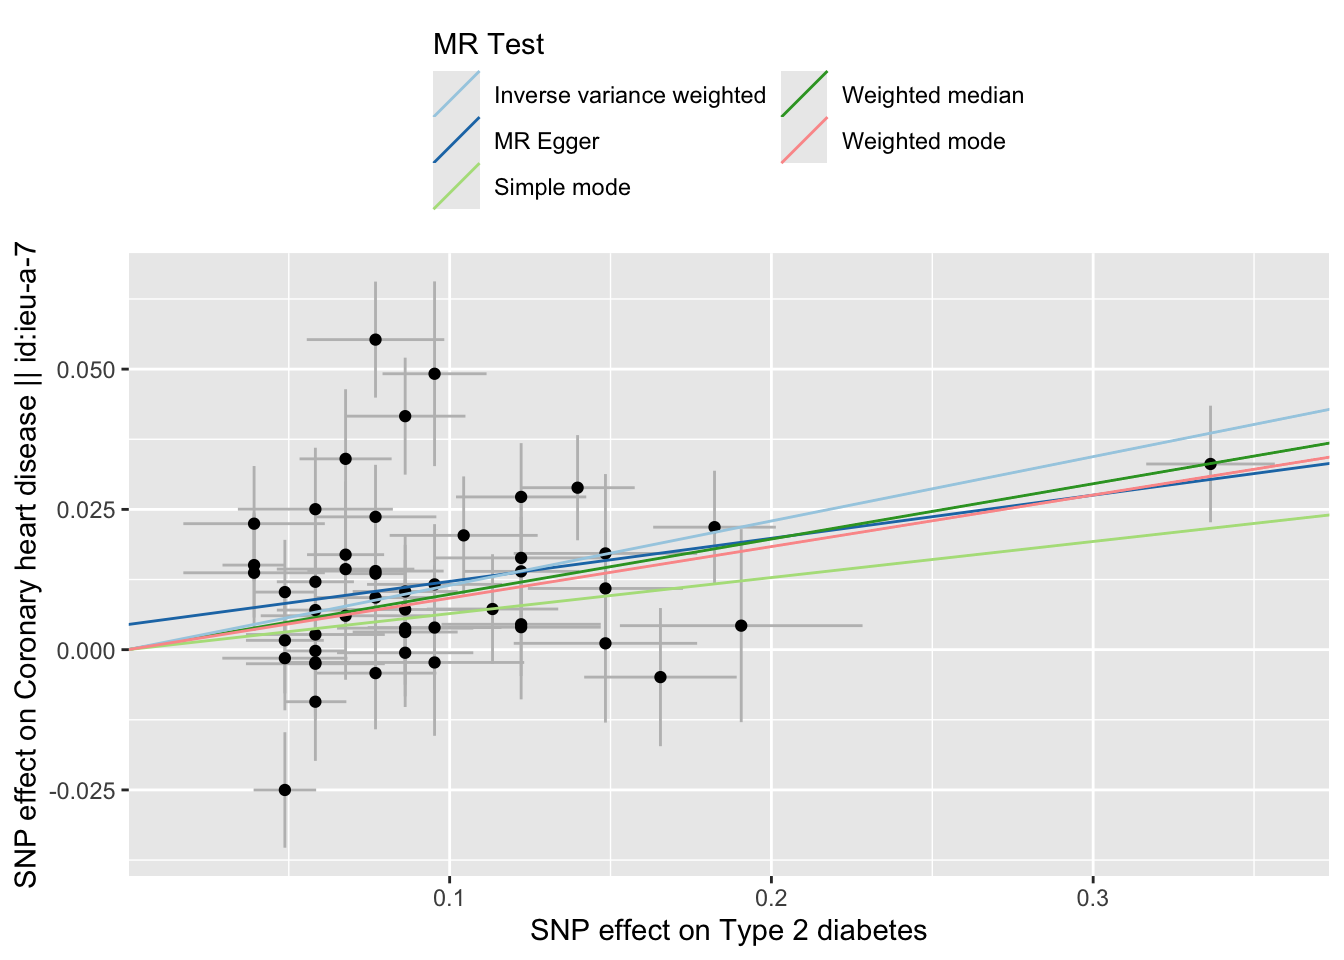 MR Test
Inverse variance weighted
Weighted median
MR Egger
Weighted mode
Simple mode
SNP effect on Coronary heart disease || id:ieu-a-7
0.050
0.025
0.000
-0.025
0.1
0.2
0.3
SNP effect on Type 2 diabetes